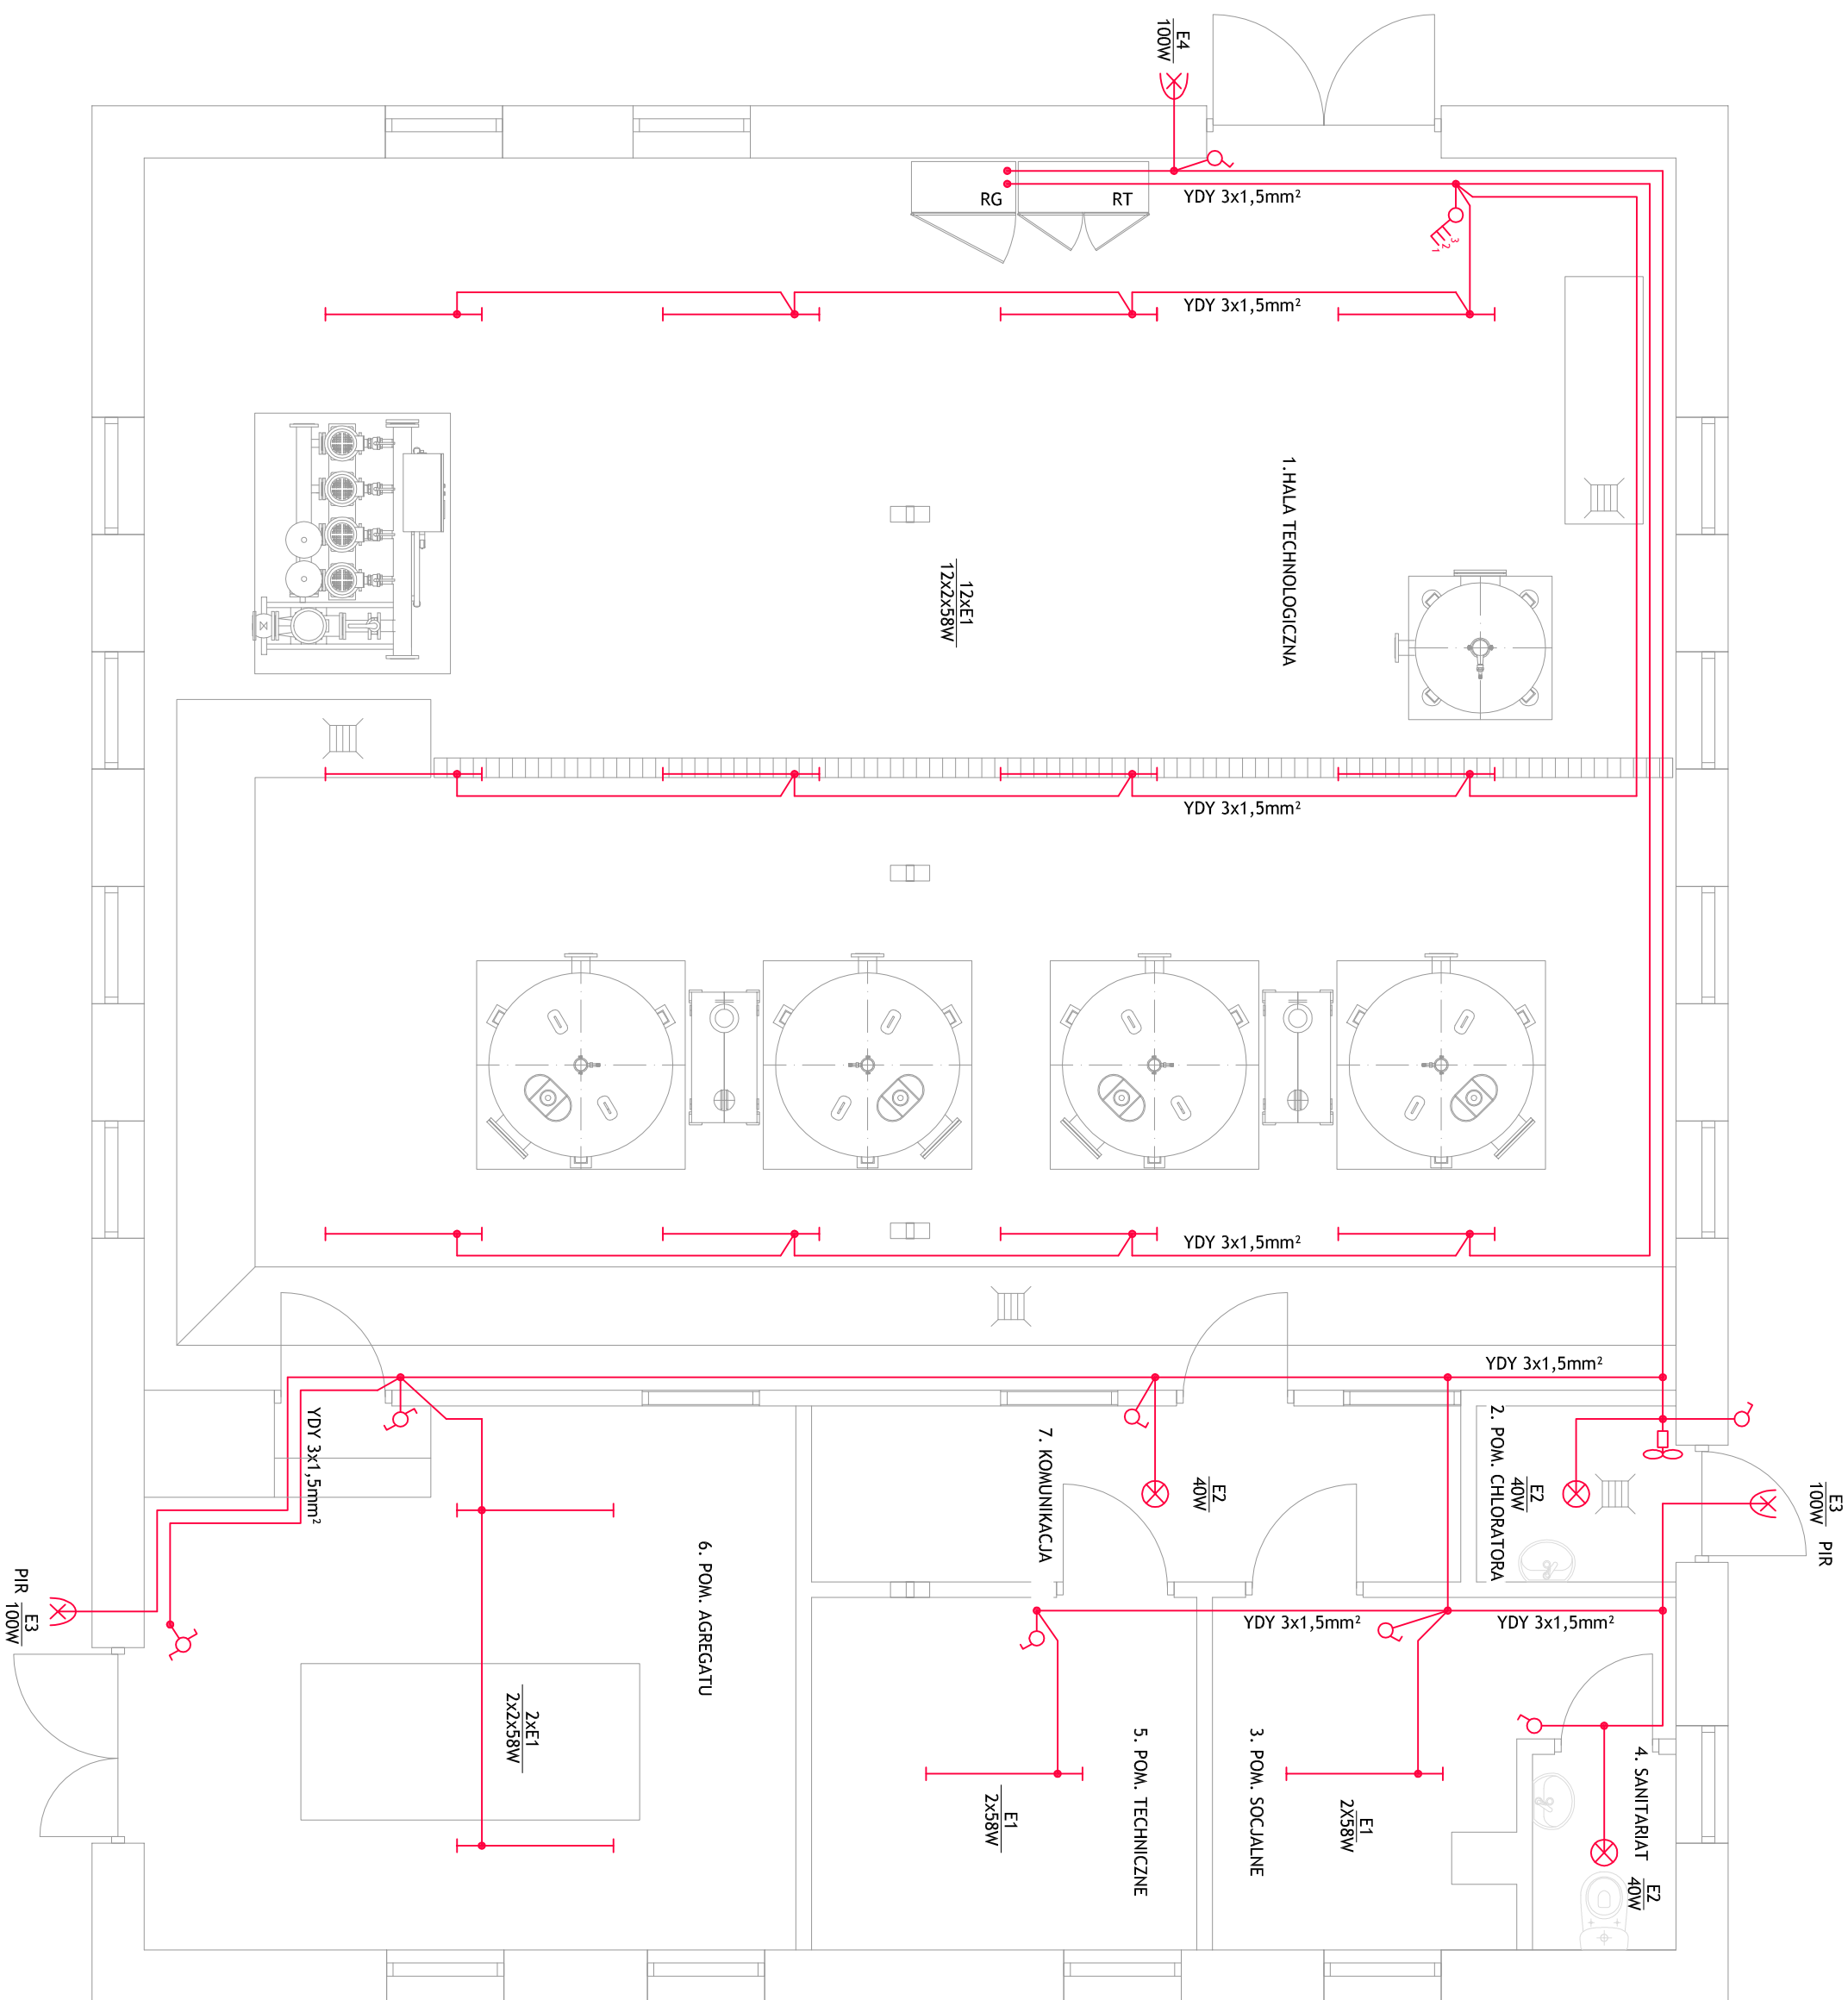 E4
100W
RG
RT
YDY 3x1,5mm²
3
2
1
YDY 3x1,5mm²
1.HALA TECHNOLOGICZNA
12xE1
12x2x58W
YDY 3x1,5mm²
YDY 3x1,5mm²
YDY 3x1,5mm²
YDY 3x1,5mm²
7. KOMUNIKACJA
E2
40W
2. POM. CHLORATORA
E2
40W
E3
100W
PIR
6. POM. AGREGATU
PIR
E3
100W
YDY 3x1,5mm²
YDY 3x1,5mm²
2xE1
2x2x58W
5. POM. TECHNICZNE
E1
2x58W
3. POM. SOCJALNE
E1
2X58W
4. SANITARIAT
E2
40W